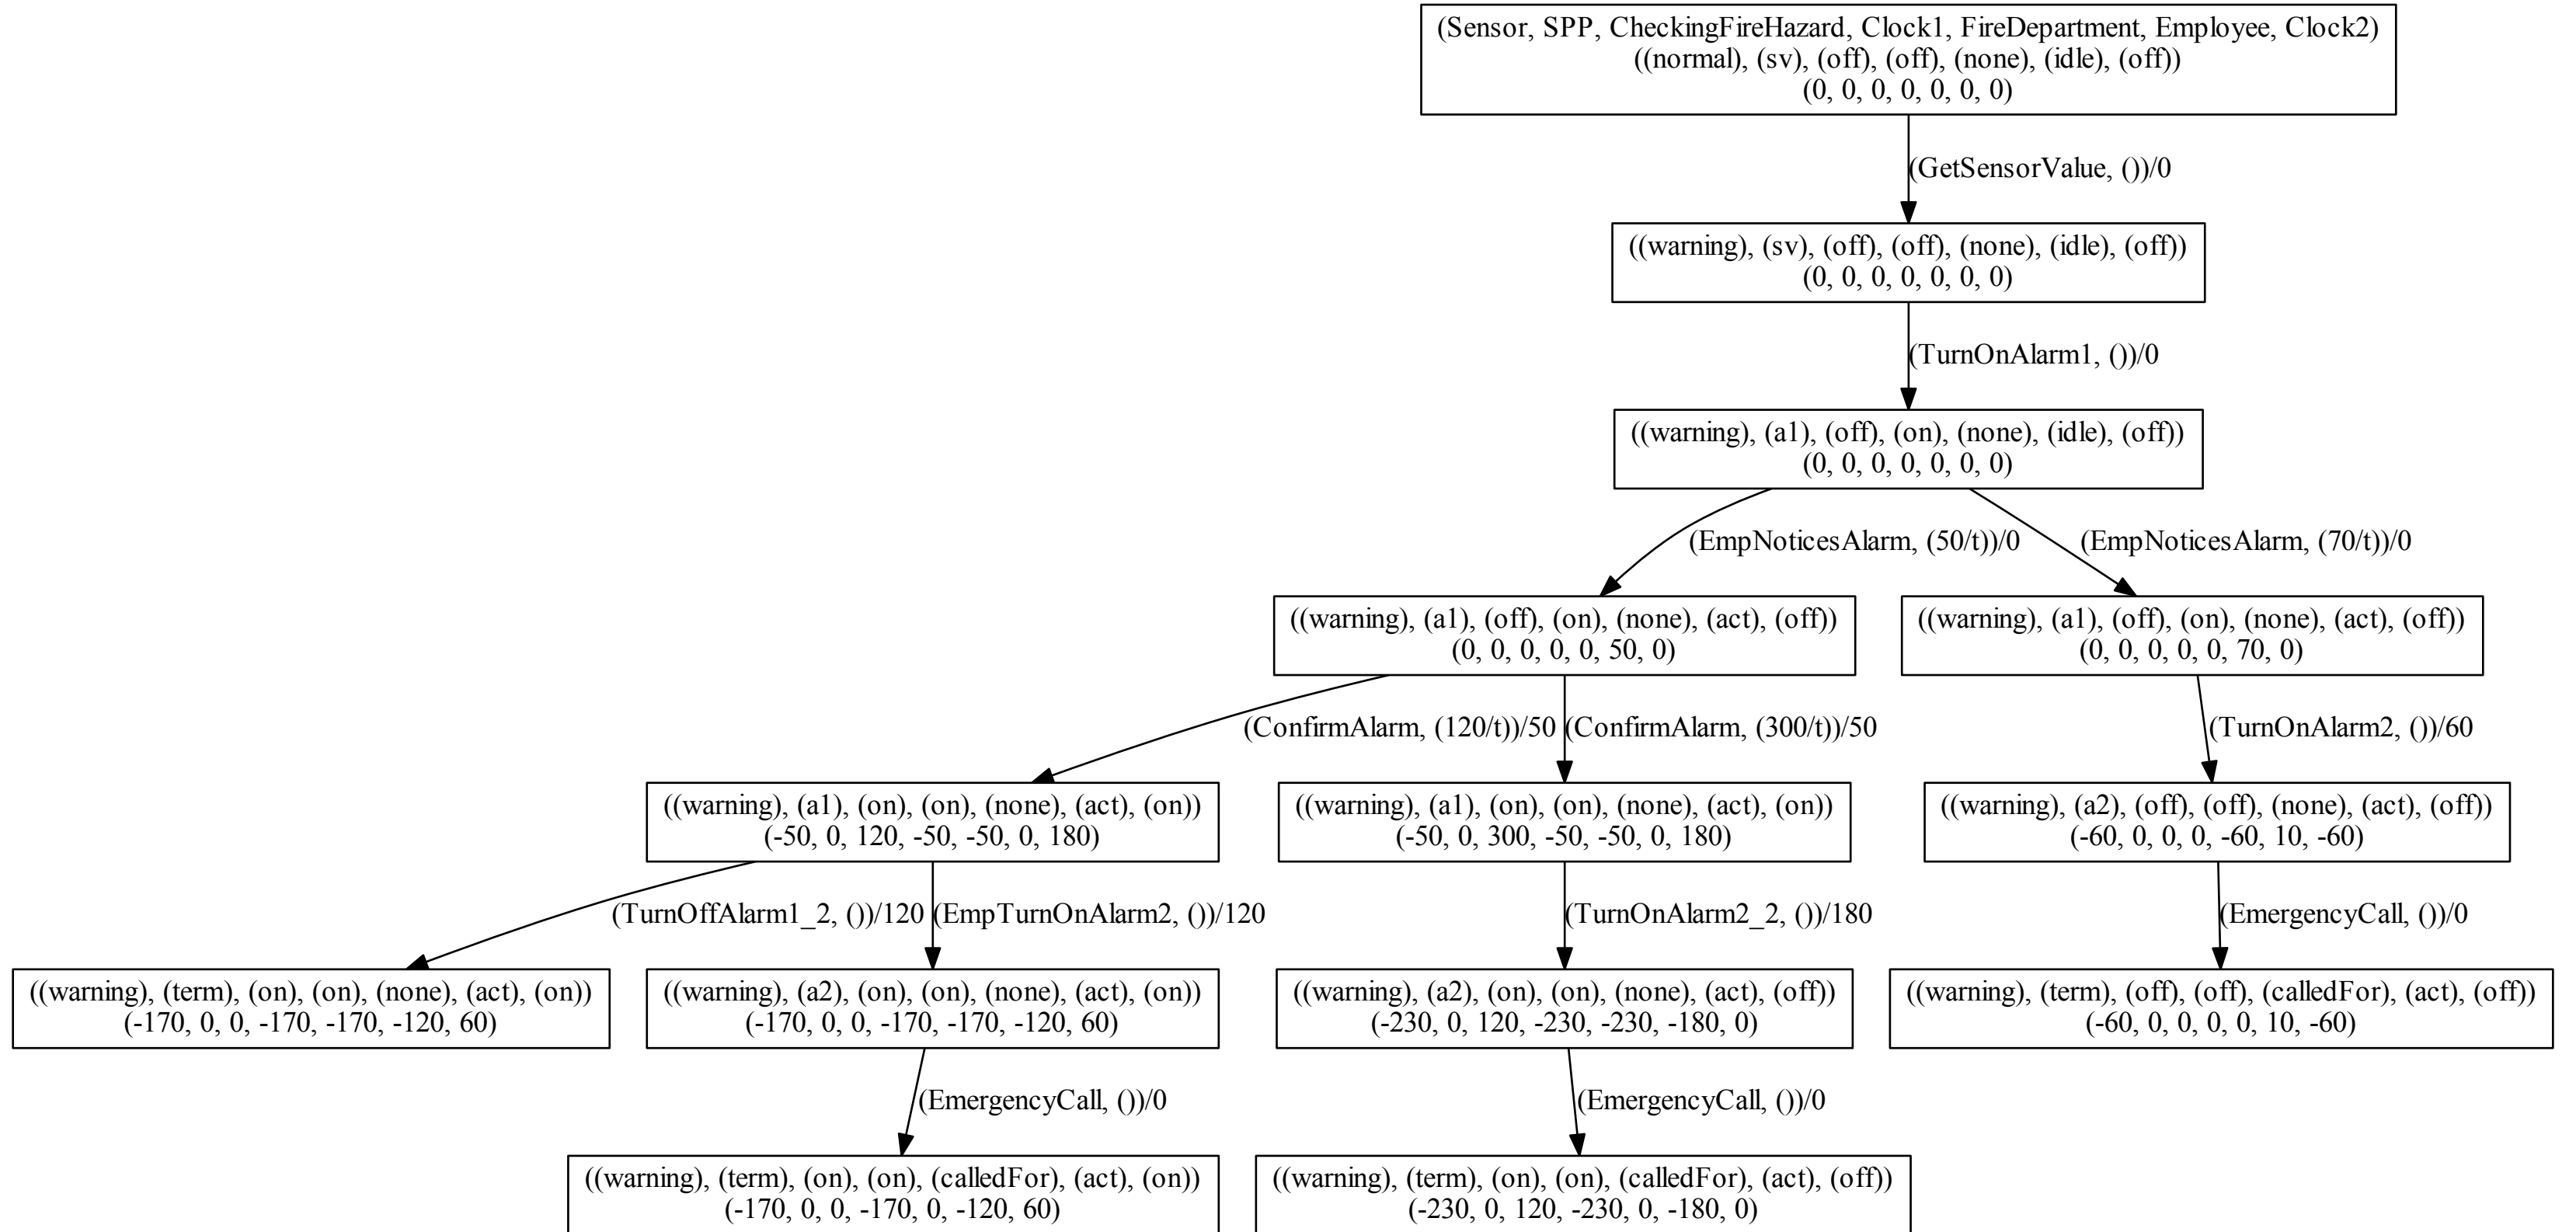 (Sensor, SPP, CheckingFireHazard, Clock1, FireDepartment, Employee, Clock2)
((normal), (sv), (off), (off), (none), (idle), (off))
(0, 0, 0, 0, 0, 0, 0)
(GetSensorValue, ())/0
((warning), (sv), (off), (off), (none), (idle), (off))
(0, 0, 0, 0, 0, 0, 0)
(TurnOnAlarm1, ())/0
((warning), (a1), (off), (on), (none), (idle), (off))
(0, 0, 0, 0, 0, 0, 0)
(EmpNoticesAlarm, (50/t))/0
(EmpNoticesAlarm, (70/t))/0
((warning), (a1), (off), (on), (none), (act), (off))
(0, 0, 0, 0, 0, 50, 0)
((warning), (a1), (off), (on), (none), (act), (off))
(0, 0, 0, 0, 0, 70, 0)
(ConfirmAlarm, (120/t))/50
(ConfirmAlarm, (300/t))/50
(TurnOnAlarm2, ())/60
((warning), (a1), (on), (on), (none), (act), (on))
(-50, 0, 120, -50, -50, 0, 180)
((warning), (a1), (on), (on), (none), (act), (on))
(-50, 0, 300, -50, -50, 0, 180)
((warning), (a2), (off), (off), (none), (act), (off))
(-60, 0, 0, 0, -60, 10, -60)
(TurnOffAlarm1_2, ())/120
(EmpTurnOnAlarm2, ())/120
(TurnOnAlarm2_2, ())/180
(EmergencyCall, ())/0
((warning), (term), (on), (on), (none), (act), (on))
(-170, 0, 0, -170, -170, -120, 60)
((warning), (a2), (on), (on), (none), (act), (on))
(-170, 0, 0, -170, -170, -120, 60)
((warning), (a2), (on), (on), (none), (act), (off))
(-230, 0, 120, -230, -230, -180, 0)
((warning), (term), (off), (off), (calledFor), (act), (off))
(-60, 0, 0, 0, 0, 10, -60)
(EmergencyCall, ())/0
(EmergencyCall, ())/0
((warning), (term), (on), (on), (calledFor), (act), (on))
(-170, 0, 0, -170, 0, -120, 60)
((warning), (term), (on), (on), (calledFor), (act), (off))
(-230, 0, 120, -230, 0, -180, 0)